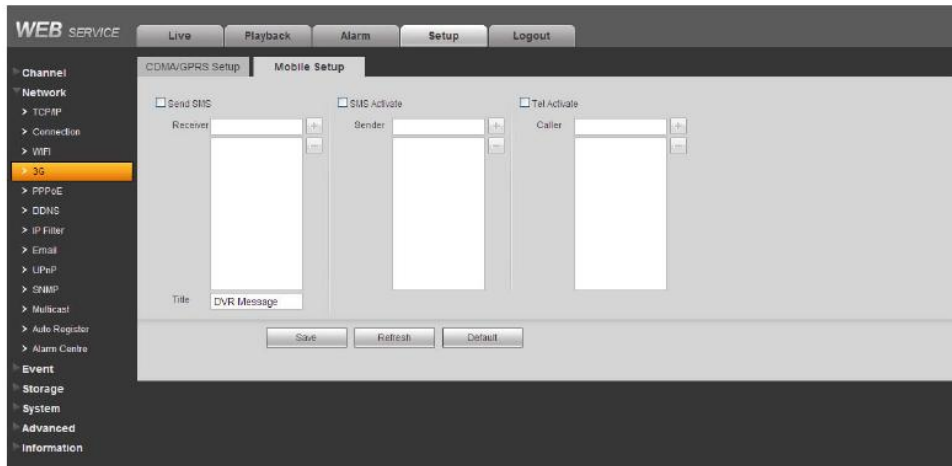 WEB SERVICE
Live Playback Alarm Setup Logout
CDMA/GPRS Setup Mobile Setup
Channel
Network
> TCP/IP
> Connection
> WIFI
> 3G
> PPPoE
> DDNS
> IP Filter
> Email
> UPnP
> SNMP
> Multicast
> Auto Register
> Alarm Centre
Event
Storage
System
Advanced
Information
Send SMS SMS Activate Tel Activate
Receiver + Sender + Caller +
- - -
Title DVR Message
Save Refresh Default